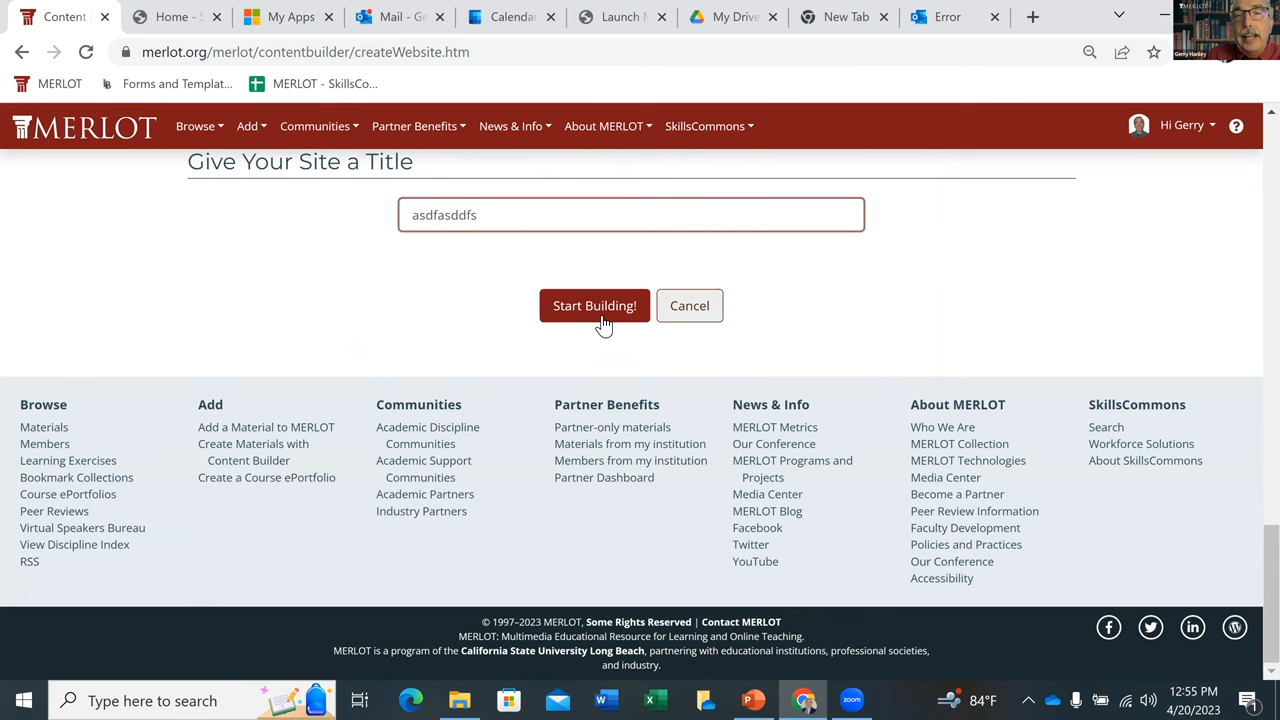 Content
Home - S
My Apps
Mail - Ge
Calendar
Launch M
My Drive
New Tab
Error
MERLOT
Gerry Hanley
merlot.org/merlot/contentbuilder/createWebsite.htm
MERLOT
Forms and Templat...
MERLOT - SkillsCo...
MERLOT
Browse
Add
Communities
Partner Benefits
News & Info
About MERLOT
SkillsCommons
Hi Gerry
?
Give Your Site a Title
asdfasddfs
Start Building!
Cancel
Browse
Materials
Members
Learning Exercises
Bookmark Collections
Course ePortfolios
Peer Reviews
Virtual Speakers Bureau
View Discipline Index
RSS
Add
Add a Material to MERLOT
Create Materials with
Content Builder
Create a Course ePortfolio
Communities
Academic Discipline
Communities
Academic Support
Communities
Academic Partners
Industry Partners
Partner Benefits
Partner-only materials
Materials from my institution
Members from my institution
Partner Dashboard
News & Info
MERLOT Metrics
Our Conference
MERLOT Programs and
Projects
Media Center
MERLOT Blog
Facebook
Twitter
YouTube
About MERLOT
Who We Are
MERLOT Collection
MERLOT Technologies
Media Center
Become a Partner
Peer Review Information
Faculty Development
Policies and Practices
Our Conference
Accessibility
SkillsCommons
Search
Workforce Solutions
About SkillsCommons
© 1997–2023 MERLOT, Some Rights Reserved | Contact MERLOT
MERLOT: Multimedia Educational Resource for Learning and Online Teaching.
MERLOT is a program of the California State University Long Beach, partnering with educational institutions, professional societies,
and industry.
Type here to search
84°F
12:55 PM
4/20/2023
1